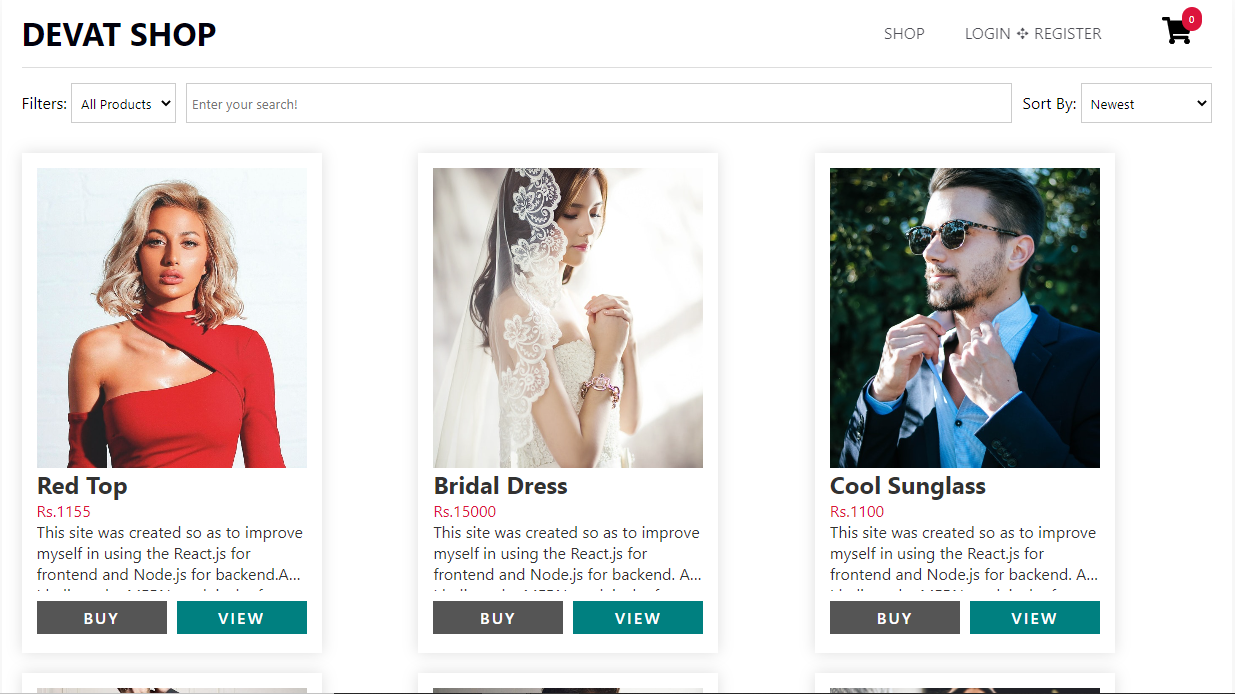 DEVAT SHOP
SHOP
LOGIN ✣ REGISTER
0
Filters:
All Products
Enter your search!
Sort By:
Newest
Red Top
Rs.1155
This site was created so as to improve
myself in using the React.js for
frontend and Node.js for backend.A...
BUY
VIEW
Bridal Dress
Rs.15000
This site was created so as to improve
myself in using the React.js for
frontend and Node.js for backend. A...
BUY
VIEW
Cool Sunglass
Rs.1100
This site was created so as to improve
myself in using the React.js for
frontend and Node.js for backend. A...
BUY
VIEW